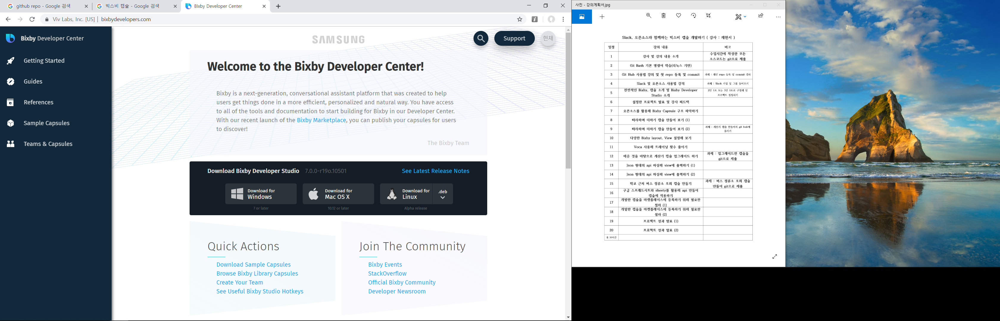 github repo - Google 검색
빅스비 캡슐 - Google 검색
Bixby Developer Center
Viv Labs, Inc. [US] | bixbydevelopers.com
Bixby Developer Center
Getting Started
Guides
References
Sample Capsules
Teams & Capsules
SAMSUNG
Support
현채
Welcome to the Bixby Developer Center!
Bixby is a next-generation, conversational assistant platform that was created to help
users get things done in a more efficient, personalized and natural way. You have access
to all of the tools and documentation to start building for Bixby in our Developer Center.
With our recent launch of the Bixby Marketplace, you can publish your capsules for users
to discover!
The Bixby Team
Download Bixby Developer Studio 7.0.0-r19o.10501 See Latest Release Notes
Download for
Windows
7 or later
Download for
Mac OS X
10.12 or later
Download for
Linux
.deb
Alpha release
Quick Actions
Download Sample Capsules
Browse Bixby Library Capsules
Create Your Team
See Useful Bixby Studio Hotkeys
Join The Community
Bixby Events
StackOverflow
Official Bixby Community
Developer Newsroom
사진 - 강의계획서.jpg
Slack, 오픈소스와 함께하는 빅스비 캡슐 개발하기 ( 강사 : 채현서 )
일정 강의 내용 비고
1 강사 및 강의 내용 소개 수업시간에 작성한 모든
소스코드는 git으로 제출
2 Git Bash 기본 명령어 학습(리눅스 기반)
3 Git Hub 사용법 강의 및 첫 repo 등록 및 commit 과제 : 개인 repo 등록 및 commit 검사
4 Slack 및 오픈소스 사용법 강의 과제 : Slack 가입 및 그룹 들어오기
5 전반적인 Bixby, 캡슐 소개 및 Bixby Developer
Studio 소개
2인 1조 또는 3인 1조로 구성해 팀
프로젝트 설정하기
6 설정한 프로젝트 발표 및 강사 피드백
7 오픈소스를 활용해 Bixby Capsule 구조 파악하기
8 따라하며 더하기 캡슐 만들어 보기 (1)
9 따라하며 더하기 캡슐 만들어 보기 (2) 과제 : 계산기 캡슐 만들어서 git hub에
올리기
10 다양한 Bixby layout, View 설정해 보기
11 Voca 사용해 트레이닝 횟수 줄이기
12 배운 것을 바탕으로 계산기 캡슐 업그레이드 하기 과제 : 업그레이드한 캡슐을
git으로 제출
13 Json 형태의 api 파싱해 view에 출력하기 (1)
14 Json 형태의 api 파싱해 view에 출력하기 (2)
15 학교 근처 버스 정류소 조회 캡슐 만들기 과제 : 버스 정류소 조회 캡슐
만들어 git으로 제출
16 구글 스프레드시트와 sheety를 활용해 api 만들어
캡슐에 적용하기
17 개발한 캡슐을 마켓플레이스에 등록하기 위해 필요한
절차 (1)
18 개발한 캡슐을 마켓플레이스에 등록하기 위해 필요한
절차 (2)
19 프로젝트 성과 발표 (1)
20 프로젝트 성과 발표 (2)